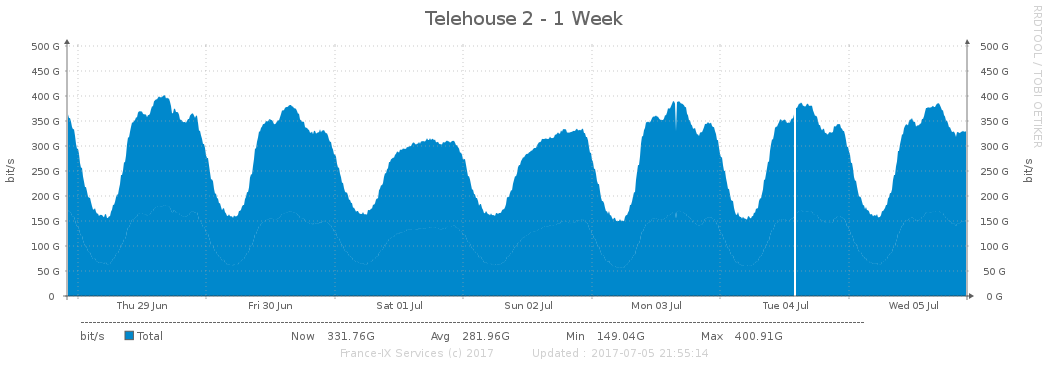 Telehouse 2 - 1 Week
RRDTOOL / TOBI OETIKER
500 G 500 G
450 G 450 G
400 G 400 G
350 G 350 G
300 G 300 G
250 G 250 G
200 G 200 G
150 G 150 G
100 G 100 G
50 G 50 G
0 0 G
bit/s bit/s
Thu 29 Jun Fri 30 Jun Sat 01 Jul Sun 02 Jul Mon 03 Jul Tue 04 Jul Wed 05 Jul
bit/s Total Now 331.76G Avg 281.96G Min 149.04G Max 400.91G
France-IX Services (c) 2017 Updated : 2017-07-05 21:55:14